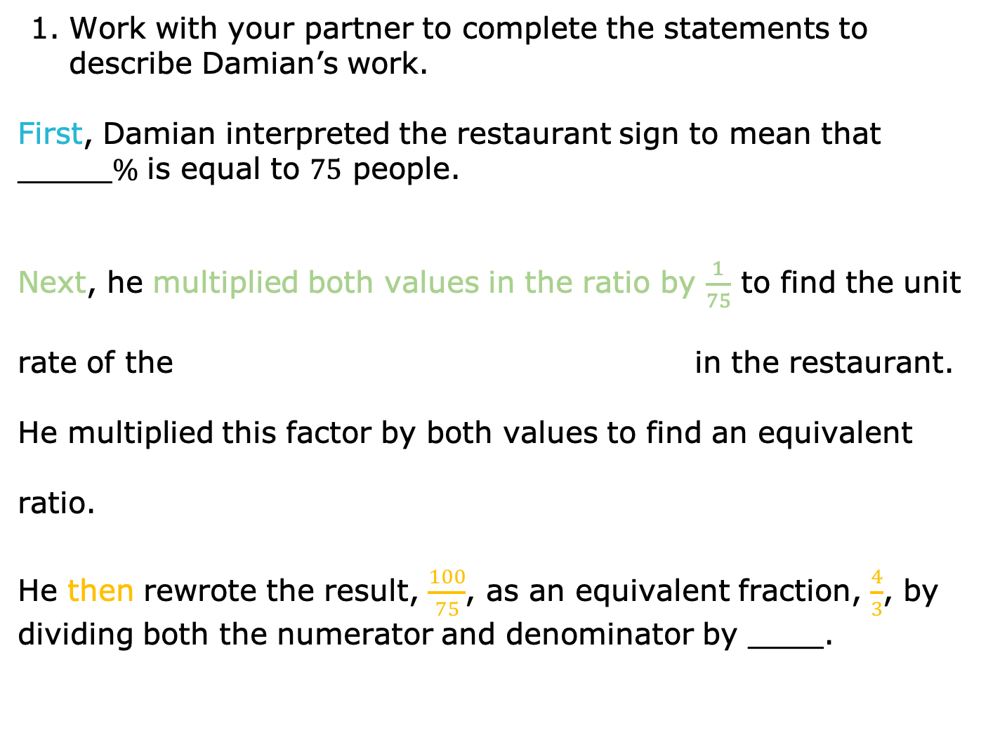 1. Work with your partner to complete the statements to
describe Damian’s work.
First, Damian interpreted the restaurant sign to mean that
_____% is equal to 75 people.
Next, he multiplied both values in the ratio by 1/75 to find the unit
rate of the in the restaurant.
He multiplied this factor by both values to find an equivalent
ratio.
He then rewrote the result, 100/75, as an equivalent fraction, 4/3, by
dividing both the numerator and denominator by ____.